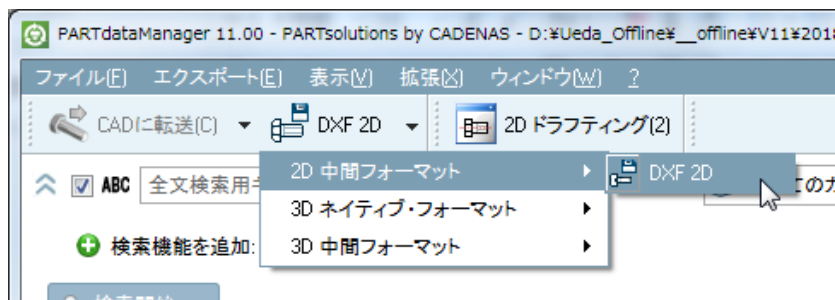 PARTdataManager 11.00 - PARTsolutions by CADENAS - D:¥Ueda_Offline¥__offline¥V11¥2018
ファイル(F) エクスポート(E) 表示(V) 拡張(X) ウィンドウ(W) ?
CADに転送(C) DXF 2D 2D ドラフティング(2)
2D 中間フォーマット DXF 2D
ABC 全文検索用
3D ネイティブ・フォーマット
検索機能を追加: 3D 中間フォーマット